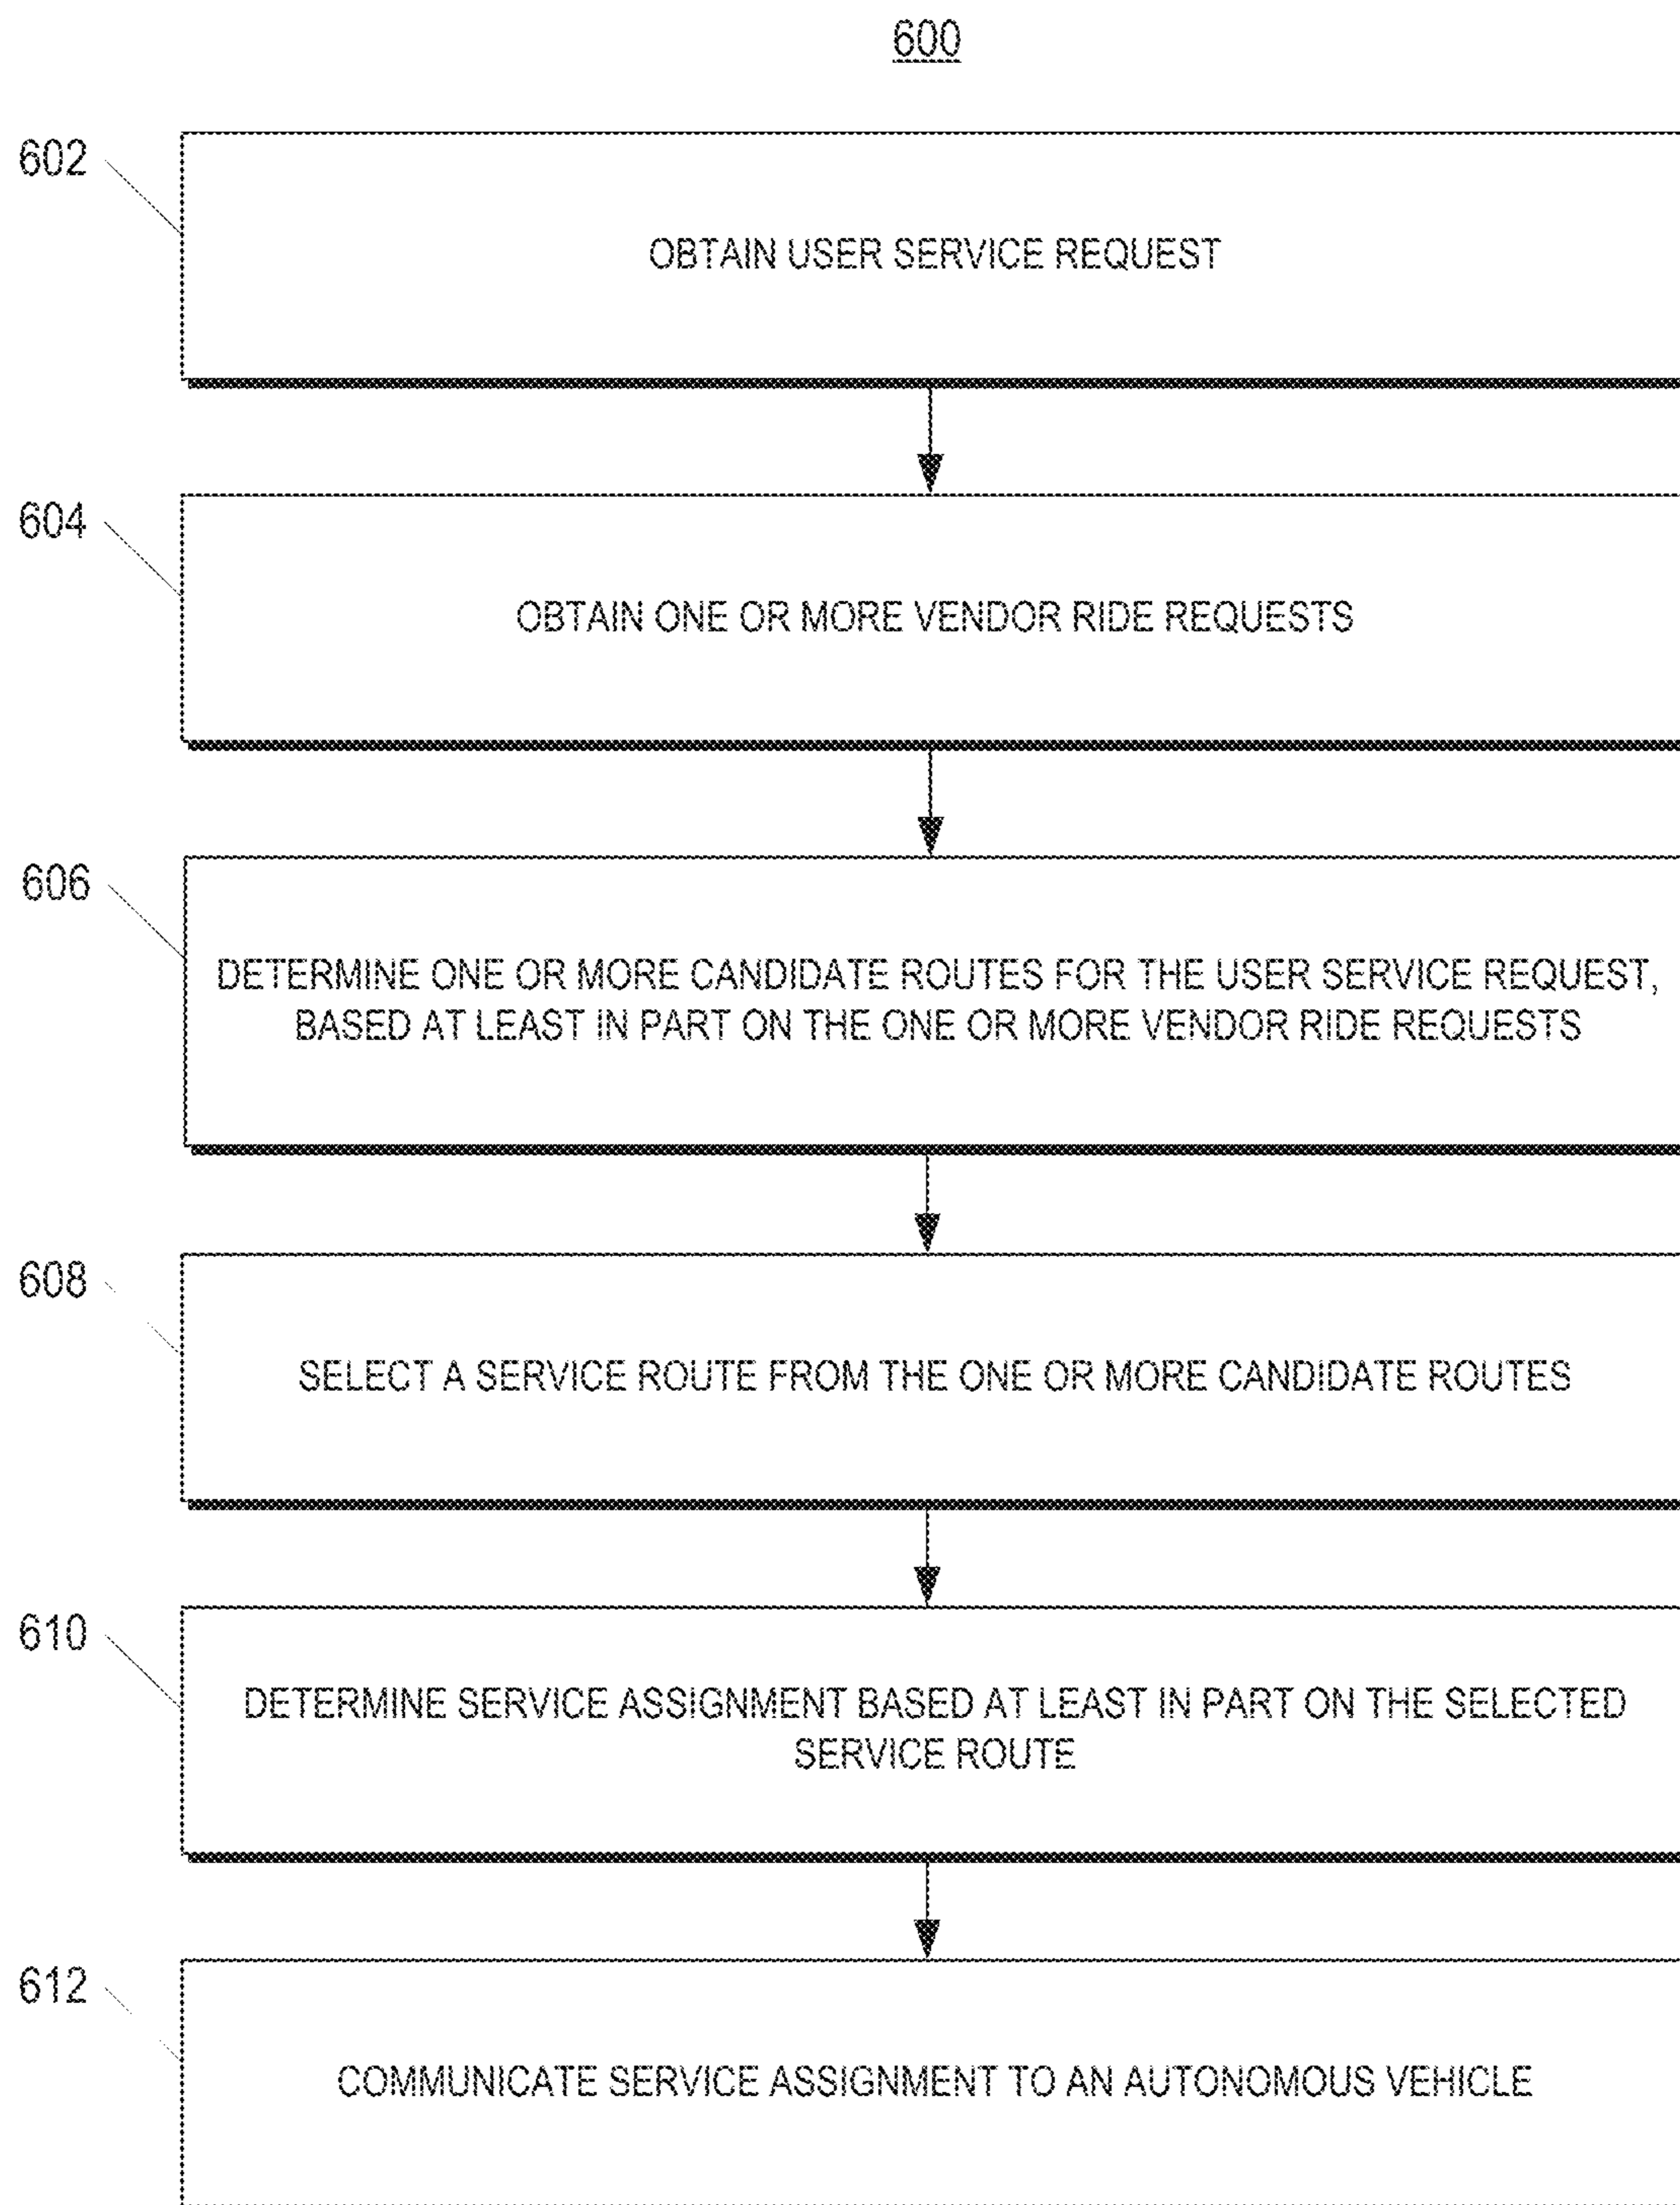 600
602
OBTAIN USER SERVICE REQUEST
604
OBTAIN ONE OR MORE VENDOR RIDE REQUESTS
606
DETERMINE ONE OR MORE CANDIDATE ROUTES FOR THE USER SERVICE REQUEST,
BASED AT LEAST IN PART ON THE ONE OR MORE VENDOR RIDE REQUESTS
608
SELECT A SERVICE ROUTE FROM THE ONE OR MORE CANDIDATE ROUTES
610
DETERMINE SERVICE ASSIGNMENT BASED AT LEAST IN PART ON THE SELECTED
SERVICE ROUTE
612
COMMUNICATE SERVICE ASSIGNMENT TO AN AUTONOMOUS VEHICLE